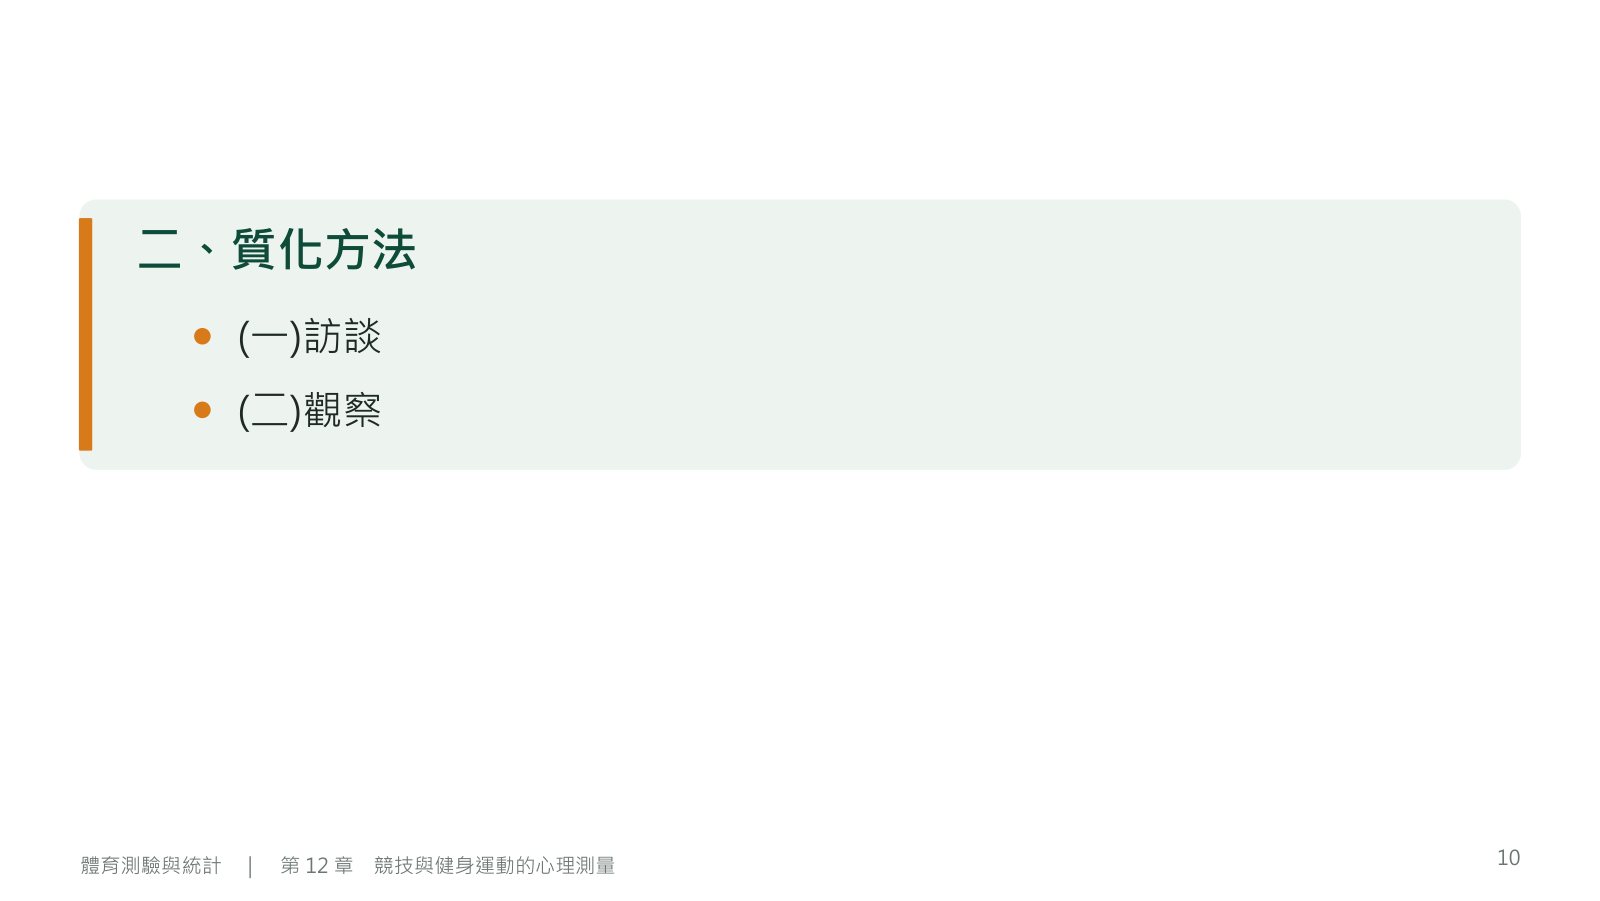 二、質化方法
(一)訪談
(二)觀察
體育測驗與統計 | 第 12 章 競技與健身運動的心理測量
10